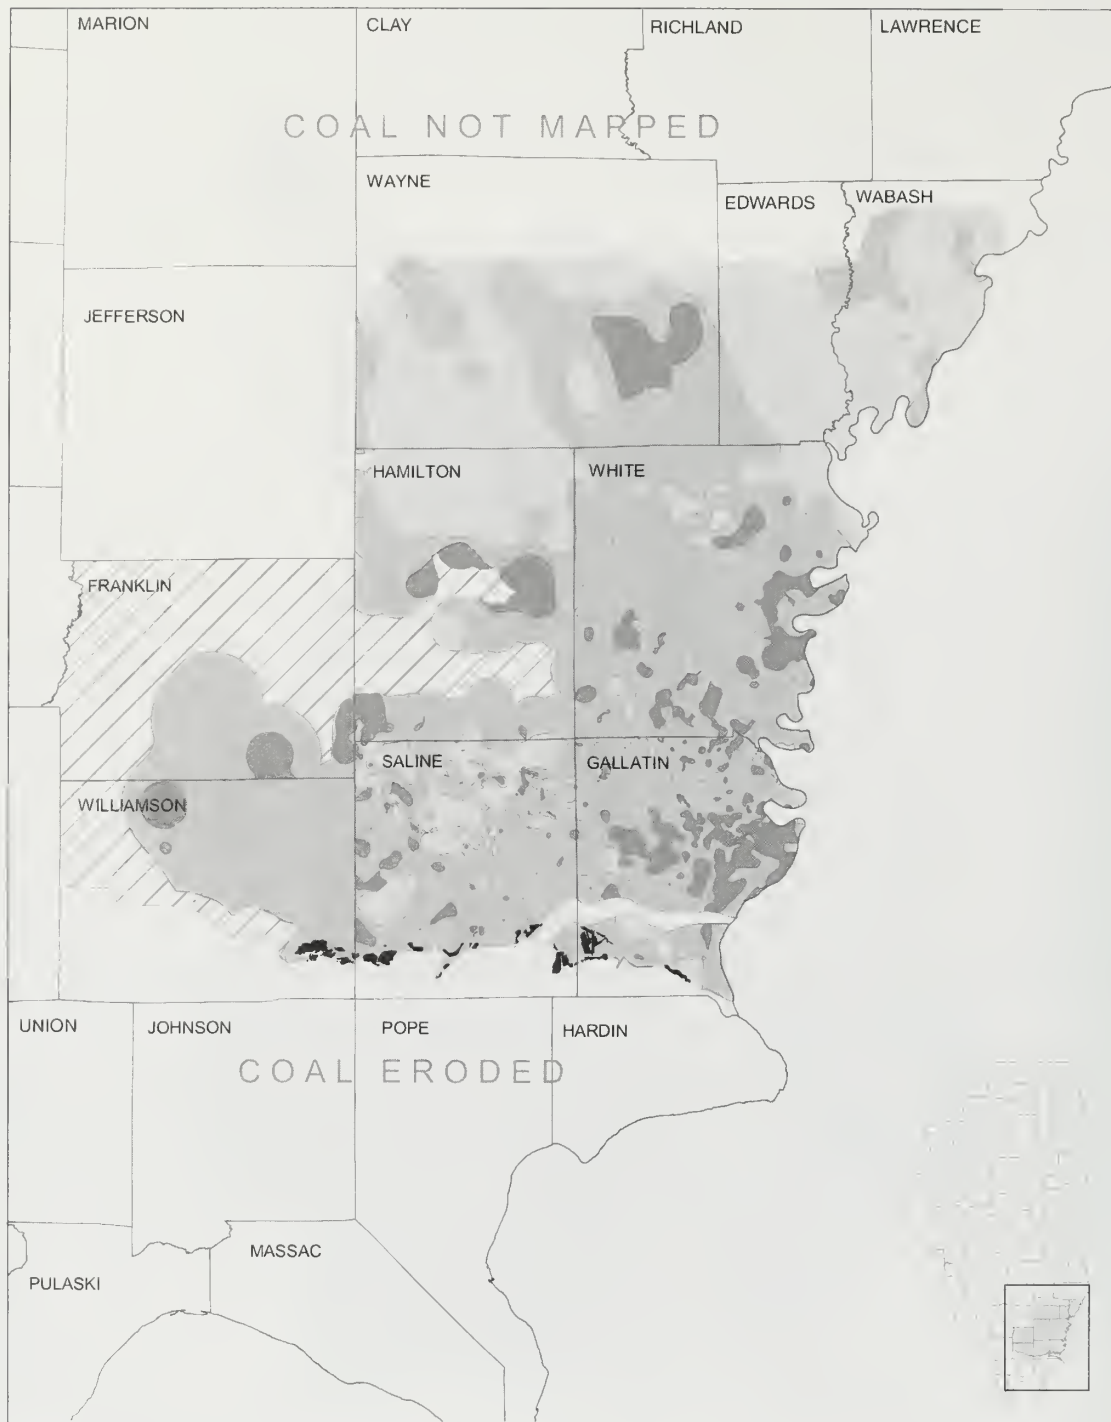 MARION
CLAY
RICHLAND
LAWRENCE
COAL NOT MAPPED
WAYNE
EDWARDS
WABASH
JEFFERSON
HAMILTON
WHITE
FRANKLIN
SALINE
GALLATIN
WILLIAMSON
UNION
JOHNSON
POPE
HARDIN
COAL ERODED
MASSAC
PULASKI